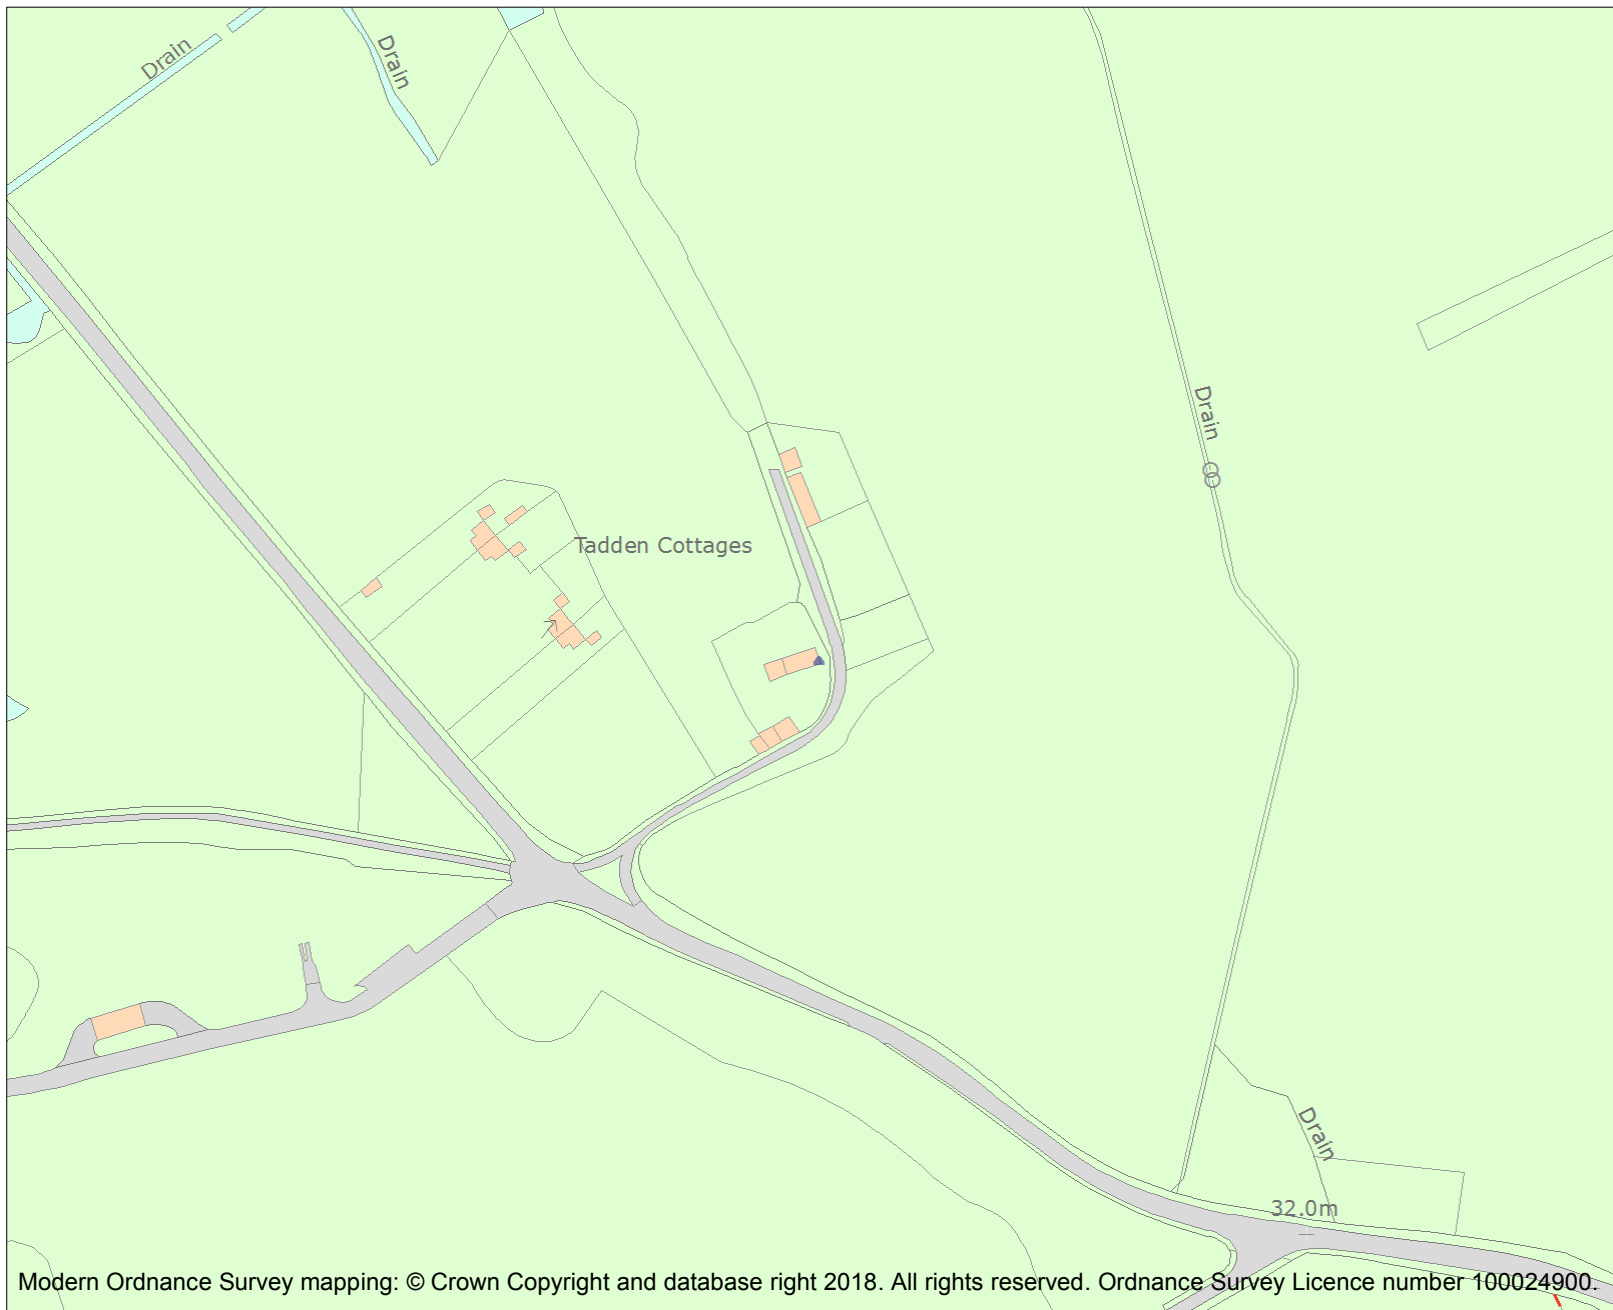 Drain
Drain
Drain
Tadden Cottages
Drain
32.0m
Modern Ordnance Survey mapping: © Crown Copyright and database right 2018. All rights reserved. Ordnance Survey Licence number 100024900.